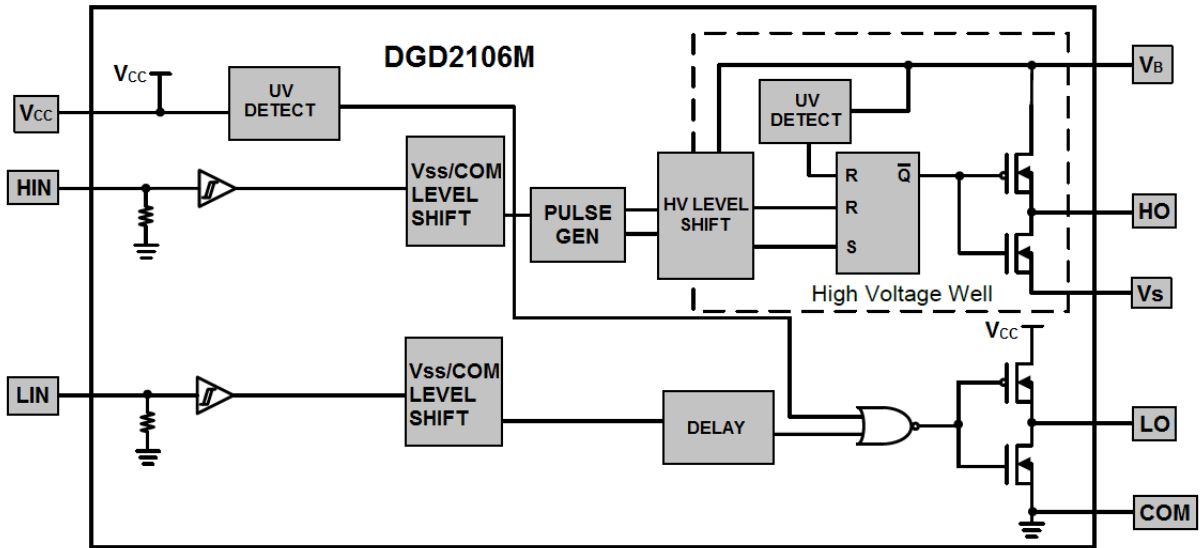 DGD2106M
VCC
VCC
UV
DETECT
VB
UV
DETECT
HIN
Vss/COM
LEVEL
SHIFT
PULSE
GEN
HV LEVEL
SHIFT
R
Q̅
R
S
HO
Vs
High Voltage Well
VCC
LIN
Vss/COM
LEVEL
SHIFT
DELAY
LO
COM